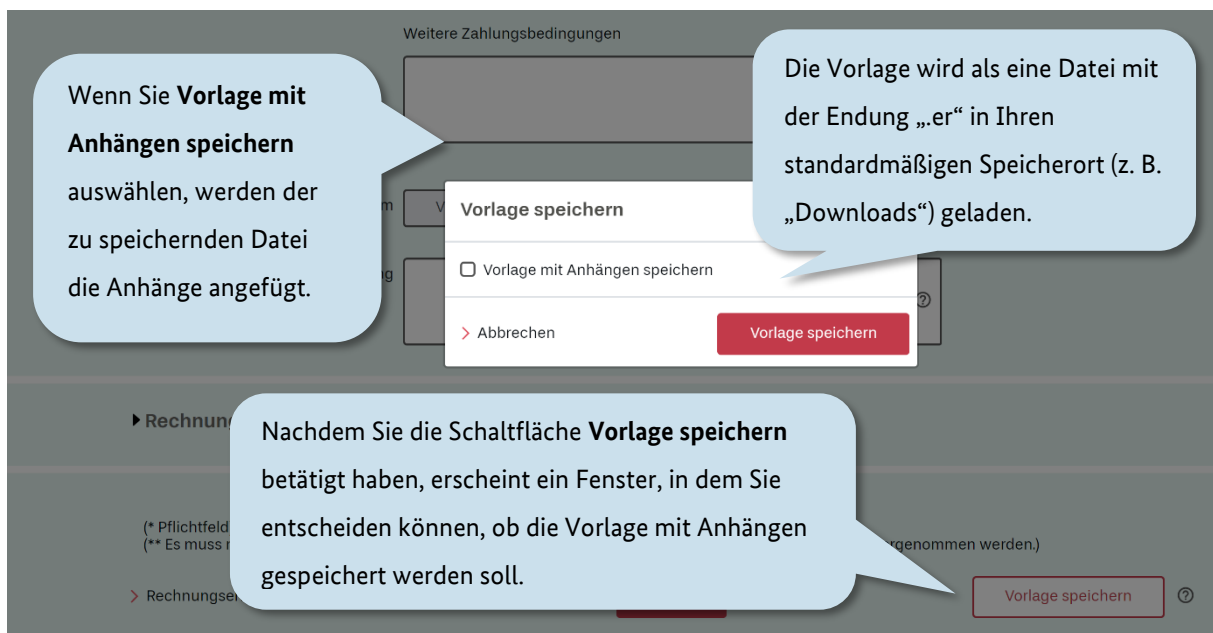 Weitere Zahlungsbedingungen
Wenn Sie Vorlage mit
Anhängen speichern
auswählen, werden der
zu speichernden Datei
die Anhänge angefügt.
Die Vorlage wird als eine Datei mit
der Endung „.er“ in Ihren
standardmäßigen Speicherort (z. B.
„Downloads“) geladen.
Vorlage speichern
Vorlage mit Anhängen speichern
Abbrechen
Vorlage speichern
Nachdem Sie die Schaltfläche Vorlage speichern
betätigt haben, erscheint ein Fenster, in dem Sie
entscheiden können, ob die Vorlage mit Anhängen
gespeichert werden soll.
(* Pflichtfeld
(** Es muss werden.)
Vorlage speichern